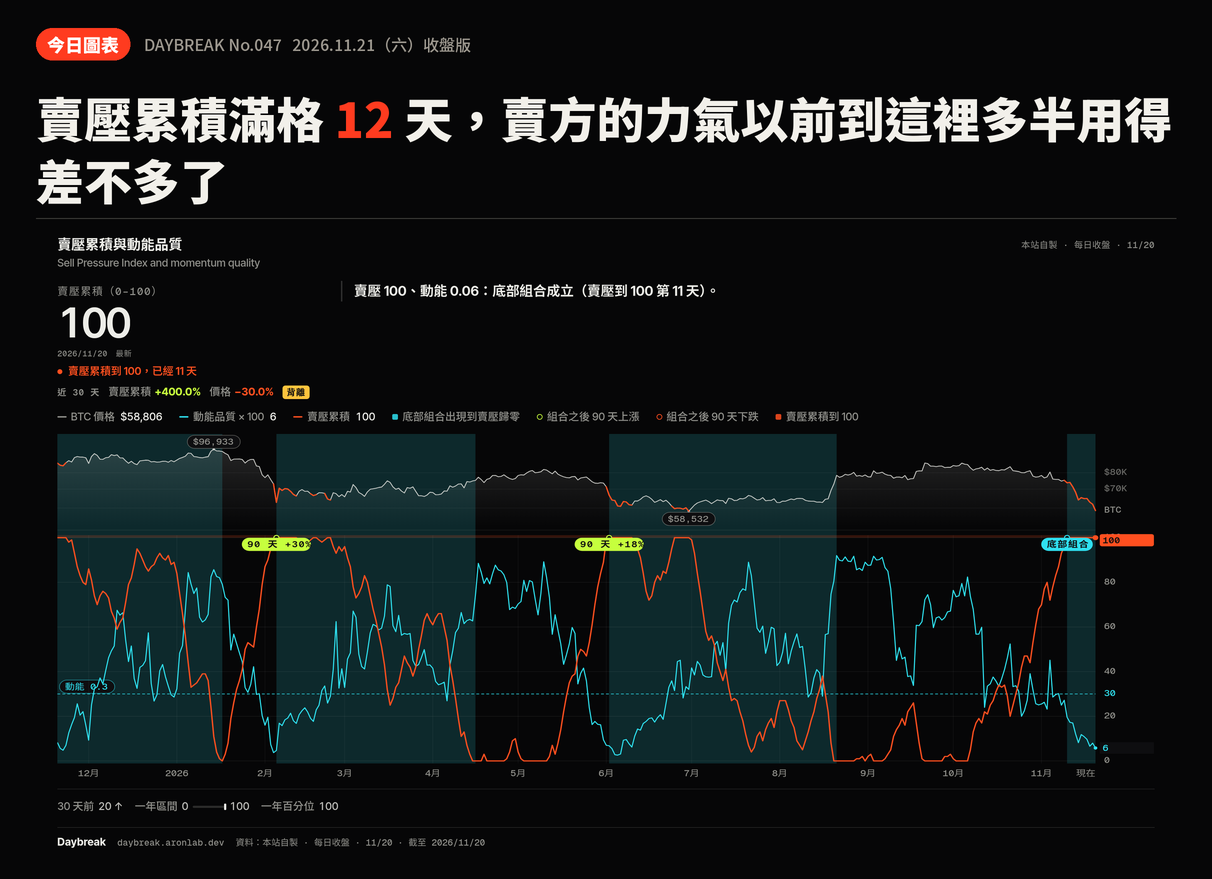 今日圖表 DAYBREAK No.047 2026.11.21（六）收盤版
賣壓累積滿格 12 天，賣方的力氣以前到這裡多半用得
差不多了
賣壓累積與動能品質
本站自製 · 每日收盤 · 11/20
Sell Pressure Index and momentum quality
賣壓累積（0–100）
賣壓 100、動能 0.06：底部組合成立（賣壓到 100 第 11 天）。
100
2026/11/20 最新
賣壓累積到 100，已經 11 天
近 30 天 賣壓累積 +400.0% 價格 −30.0% 背離
BTC 價格 $58,806 動能品質 × 100 6 賣壓累積 100 底部組合出現到賣壓歸零 組合之後 90 天上漲 組合之後 90 天下跌 賣壓累積到 100
$96,933
$80K
$70K
BTC
$58,532
90 天 +30%
90 天 +18%
底部組合
100
80
60
40
動能 0.3
30
20
6
0
12月 2026 2月 3月 4月 5月 6月 7月 8月 9月 10月 11月 現在
30 天前 20 ↑ 一年區間 0 100 一年百分位 100
Daybreak daybreak.aronlab.dev 資料：本站自製 · 每日收盤 · 11/20 · 截至 2026/11/20